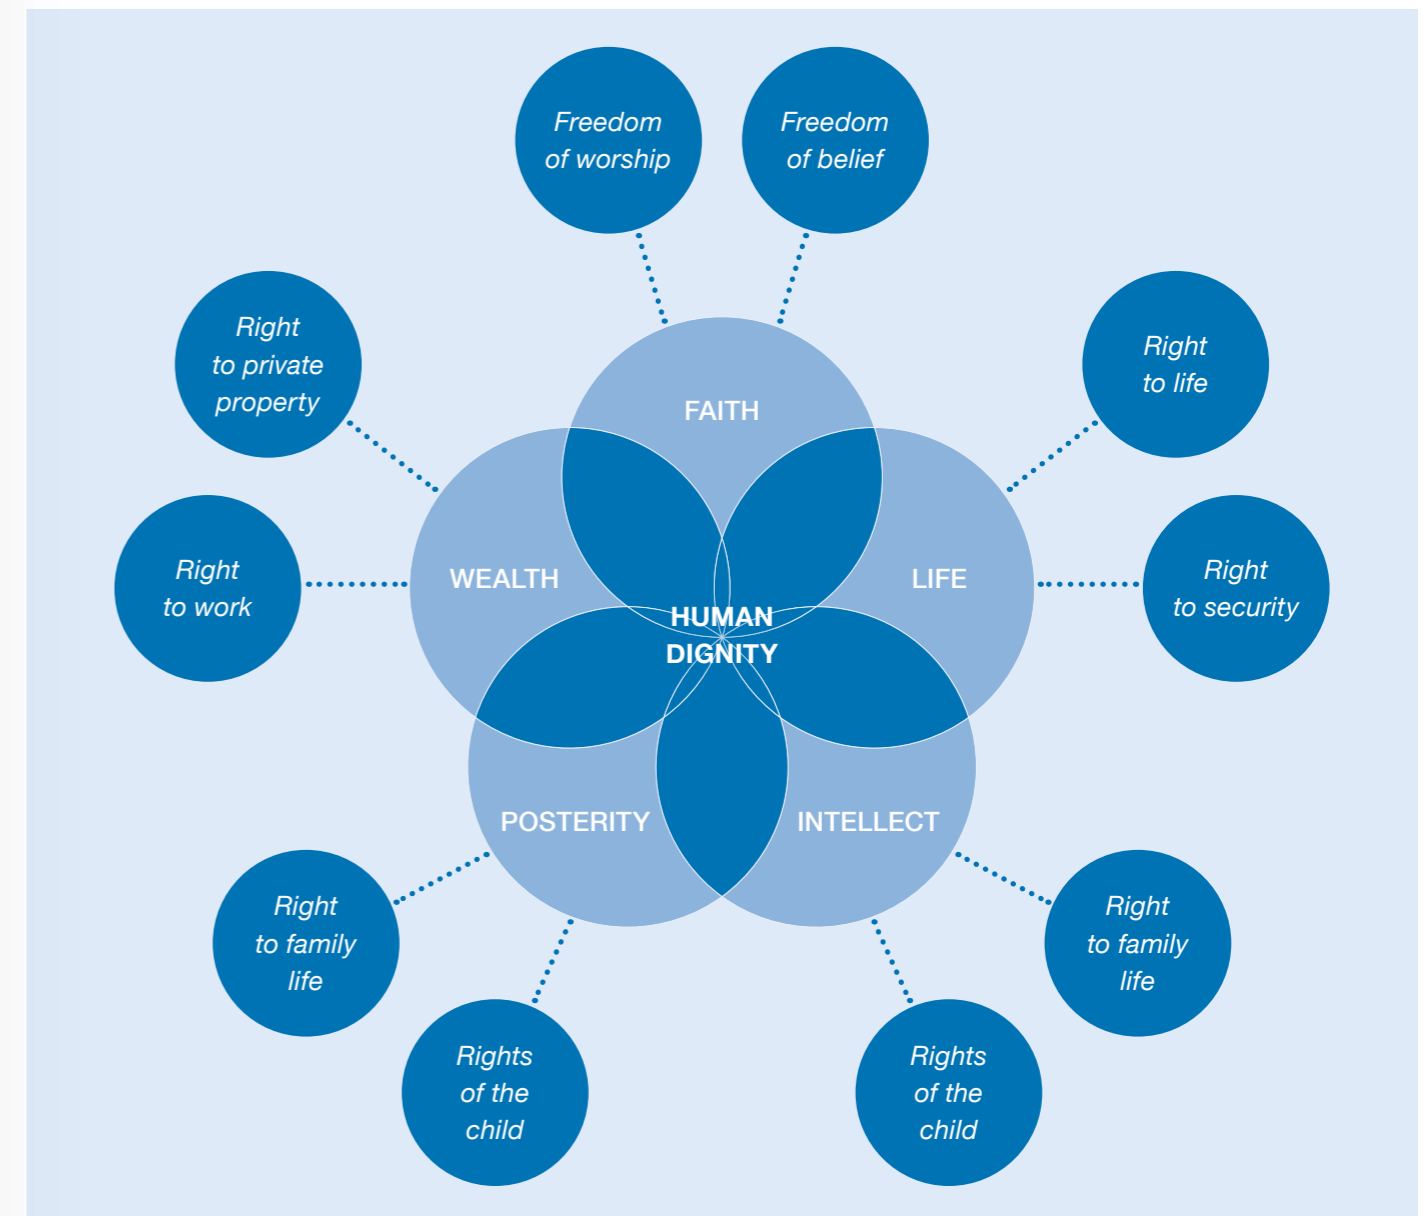 Freedom
of worship
Freedom
of belief
Right
to private
property
Right
to life
FAITH
Right
to work
WEALTH
LIFE
Right
to security
HUMAN
DIGNITY
POSTERITY
INTELLECT
Right
to family
life
Right
to family
life
Rights
of the
child
Rights
of the
child